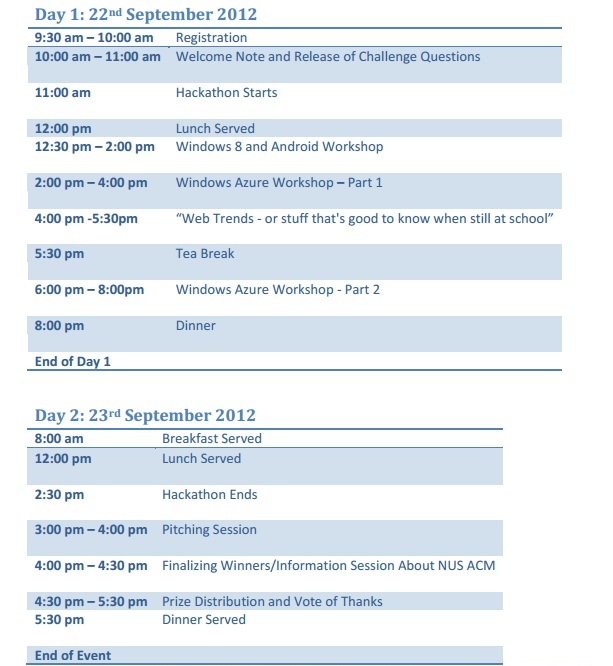 Day 1: 22nd September 2012
9:30 am – 10:00 am Registration
10:00 am – 11:00 am Welcome Note and Release of Challenge Questions
11:00 am Hackathon Starts
12:00 pm Lunch Served
12:30 pm – 2:00 pm Windows 8 and Android Workshop
2:00 pm – 4:00 pm Windows Azure Workshop – Part 1
4:00 pm -5:30pm “Web Trends - or stuff that's good to know when still at school”
5:30 pm Tea Break
6:00 pm – 8:00pm Windows Azure Workshop - Part 2
8:00 pm Dinner
End of Day 1
Day 2: 23rd September 2012
8:00 am Breakfast Served
12:00 pm Lunch Served
2:30 pm Hackathon Ends
3:00 pm – 4:00 pm Pitching Session
4:00 pm – 4:30 pm Finalizing Winners/Information Session About NUS ACM
4:30 pm – 5:30 pm Prize Distribution and Vote of Thanks
5:30 pm Dinner Served
End of Event